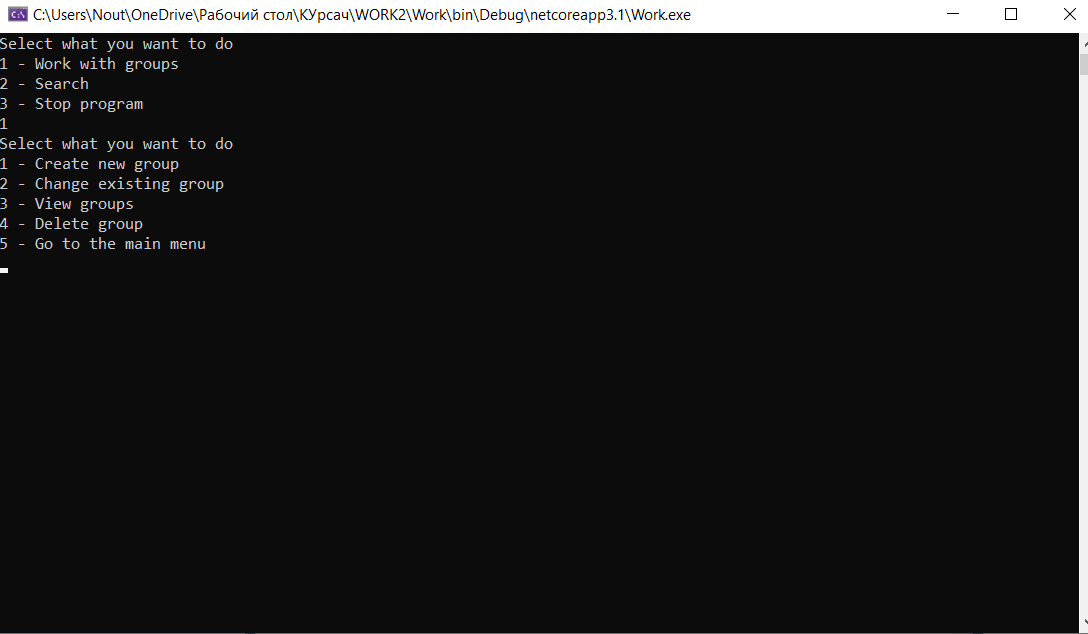 C:\Users\Nout\OneDrive\Рабочий стол\КУрсач\WORK2\Work\bin\Debug\netcoreapp3.1\Work.exe
Select what you want to do
1 - Work with groups
2 - Search
3 - Stop program
1
Select what you want to do
1 - Create new group
2 - Change existing group
3 - View groups
4 - Delete group
5 - Go to the main menu